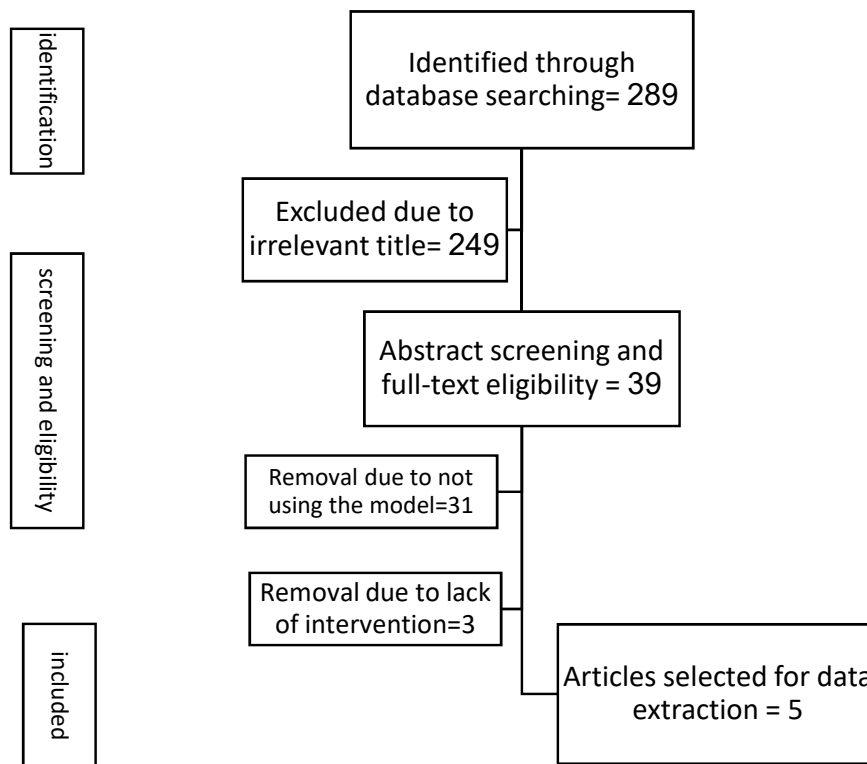 identification
Identified through
database searching= 289
Excluded due to
irrelevant title= 249
screening and eligibility
Abstract screening and
full-text eligibility = 39
Removal due to not
using the model=31
Removal due to lack
of intervention=3
included
Articles selected for data
extraction = 5